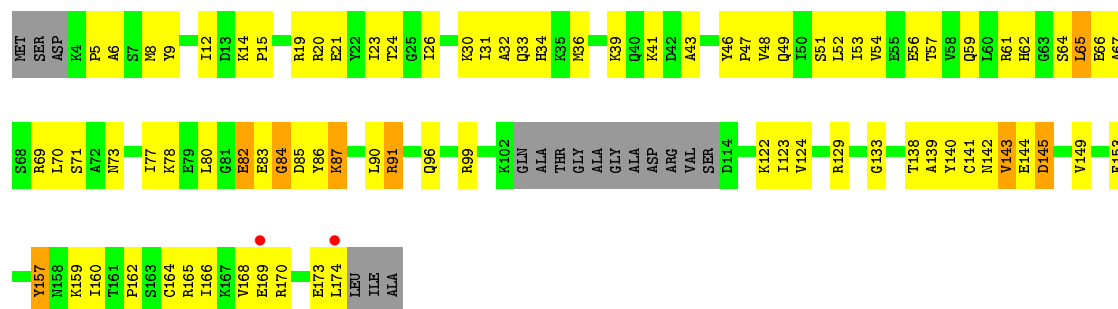 MET SER ASP K4 P5 A6 S7 M8 Y9 I12 D13 K14 P15 R19 R20 E21 Y22 I23 T24 G25 I26 K30 I31 A32 Q33 H34 K35 M36 K39 Q40 K41 D42 A43 Y46 P47 V48 Q49 I50 S51 L52 I53 V54 E55 E56 T57 V58 Q59 L60 R61 H62 G63 S64 L65 E66 A67
S68 R69 L70 S71 A72 N73 I77 K78 E79 L80 G81 E82 E83 G84 D85 Y86 K87 L90 R91 Q96 R99 K102 GLN ALA THR GLY ALA GLY ALA ASP ARG VAL SER D114 K122 I123 V124 R129 G133 T138 A139 Y140 C141 N142 V143 E144 D145 V149 E153
Y157 N158 K159 I160 T161 P162 S163 C164 R165 I166 K167 V168 E169 R170 E173 L174 LEU ILE ALA